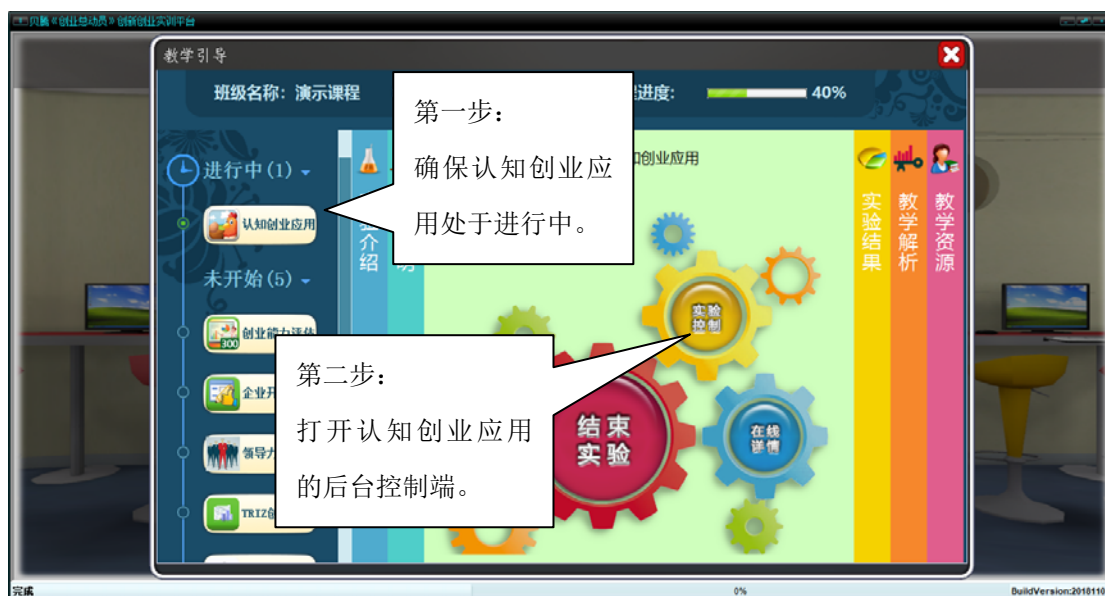 贝腾《创业总动员》创新创业实训平台
教学引导
班级名称：演示课程
程进度： 40%
第一步：
确保认知创业应
用处于进行中。
进行中(1)
认知创业应用
知创业应用
介绍
明
实验结果
教学解析
教学资源
未开始(5)
300
创业能力评估
实验
控制
第二步：
打开认知创业应用
的后台控制端。
企业开
领导力
TRIZ创
结束
实验
在线
详情
完成
0%
BuildVersion:2018110